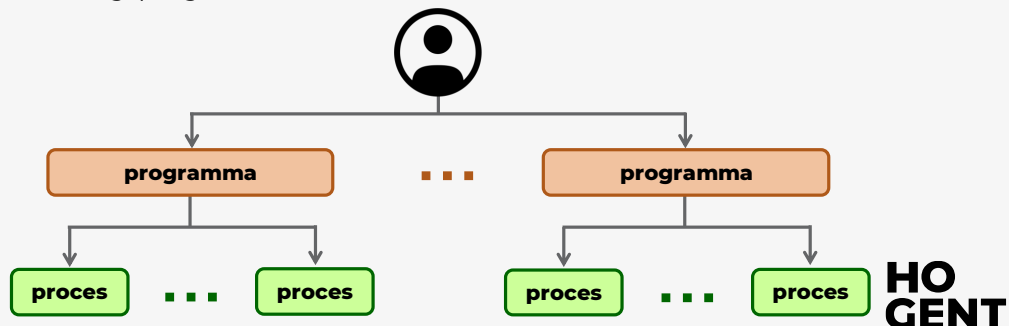 programma
programma
proces
proces
proces
proces
HO
GENT